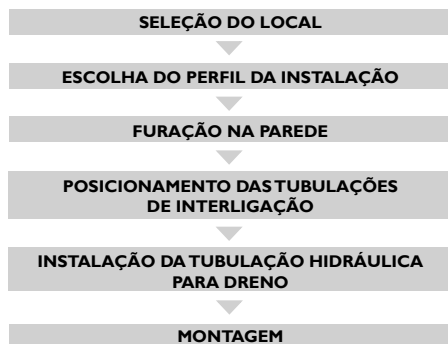 SELEÇÃO DO LOCAL
ESCOLHA DO PERFIL DA INSTALAÇÃO
FURAÇÃO NA PAREDE
POSICIONAMENTO DAS TUBULAÇÕES
DE INTERLIGAÇÃO
INSTALAÇÃO DA TUBULAÇÃO HIDRÁULICA
PARA DRENO
MONTAGEM